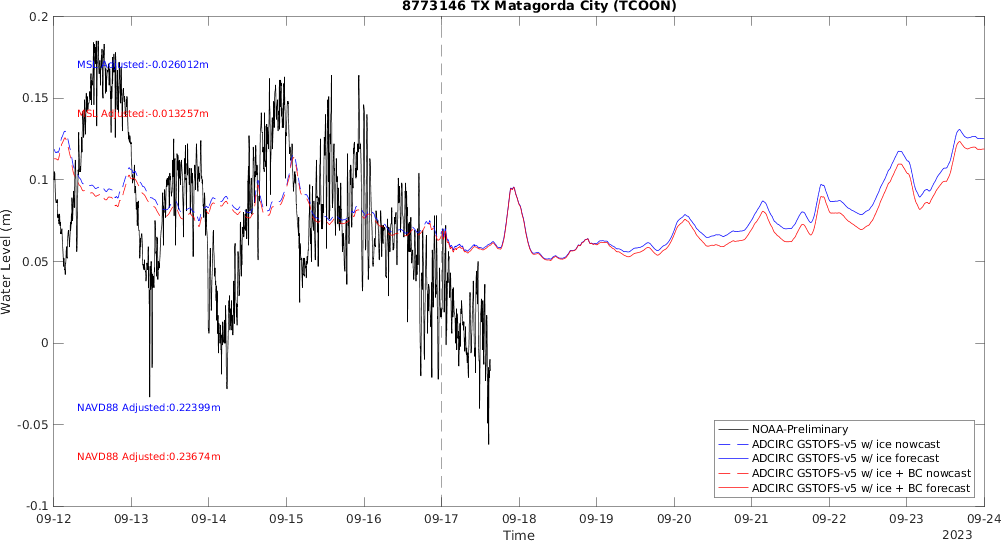 8773146 TX Matagorda City (TCOON)
0.2
0.15
0.1
0.05
0
-0.05
-0.1
Water Level (m)
MSL Adjusted:-0.026012m
MSL Adjusted:-0.013257m
NAVD88 Adjusted:0.22399m
NAVD88 Adjusted:0.23674m
NOAA-Preliminary
ADCIRC GSTOFS-v5 w/ ice nowcast
ADCIRC GSTOFS-v5 w/ ice forecast
ADCIRC GSTOFS-v5 w/ ice + BC nowcast
ADCIRC GSTOFS-v5 w/ ice + BC forecast
09-12 09-13 09-14 09-15 09-16 09-17 09-18 09-19 09-20 09-21 09-22 09-23 09-24
Time
2023